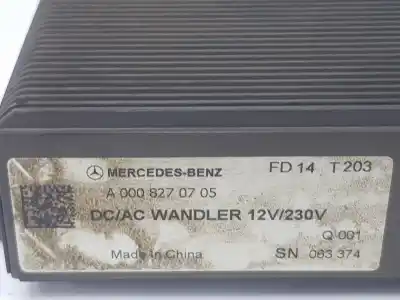 MERCEDES-BENZ FD 14 T 203
A 000 827 07 05
DC/AC WANDLER 12V/230V
Q 001
Made in China SN 083 374